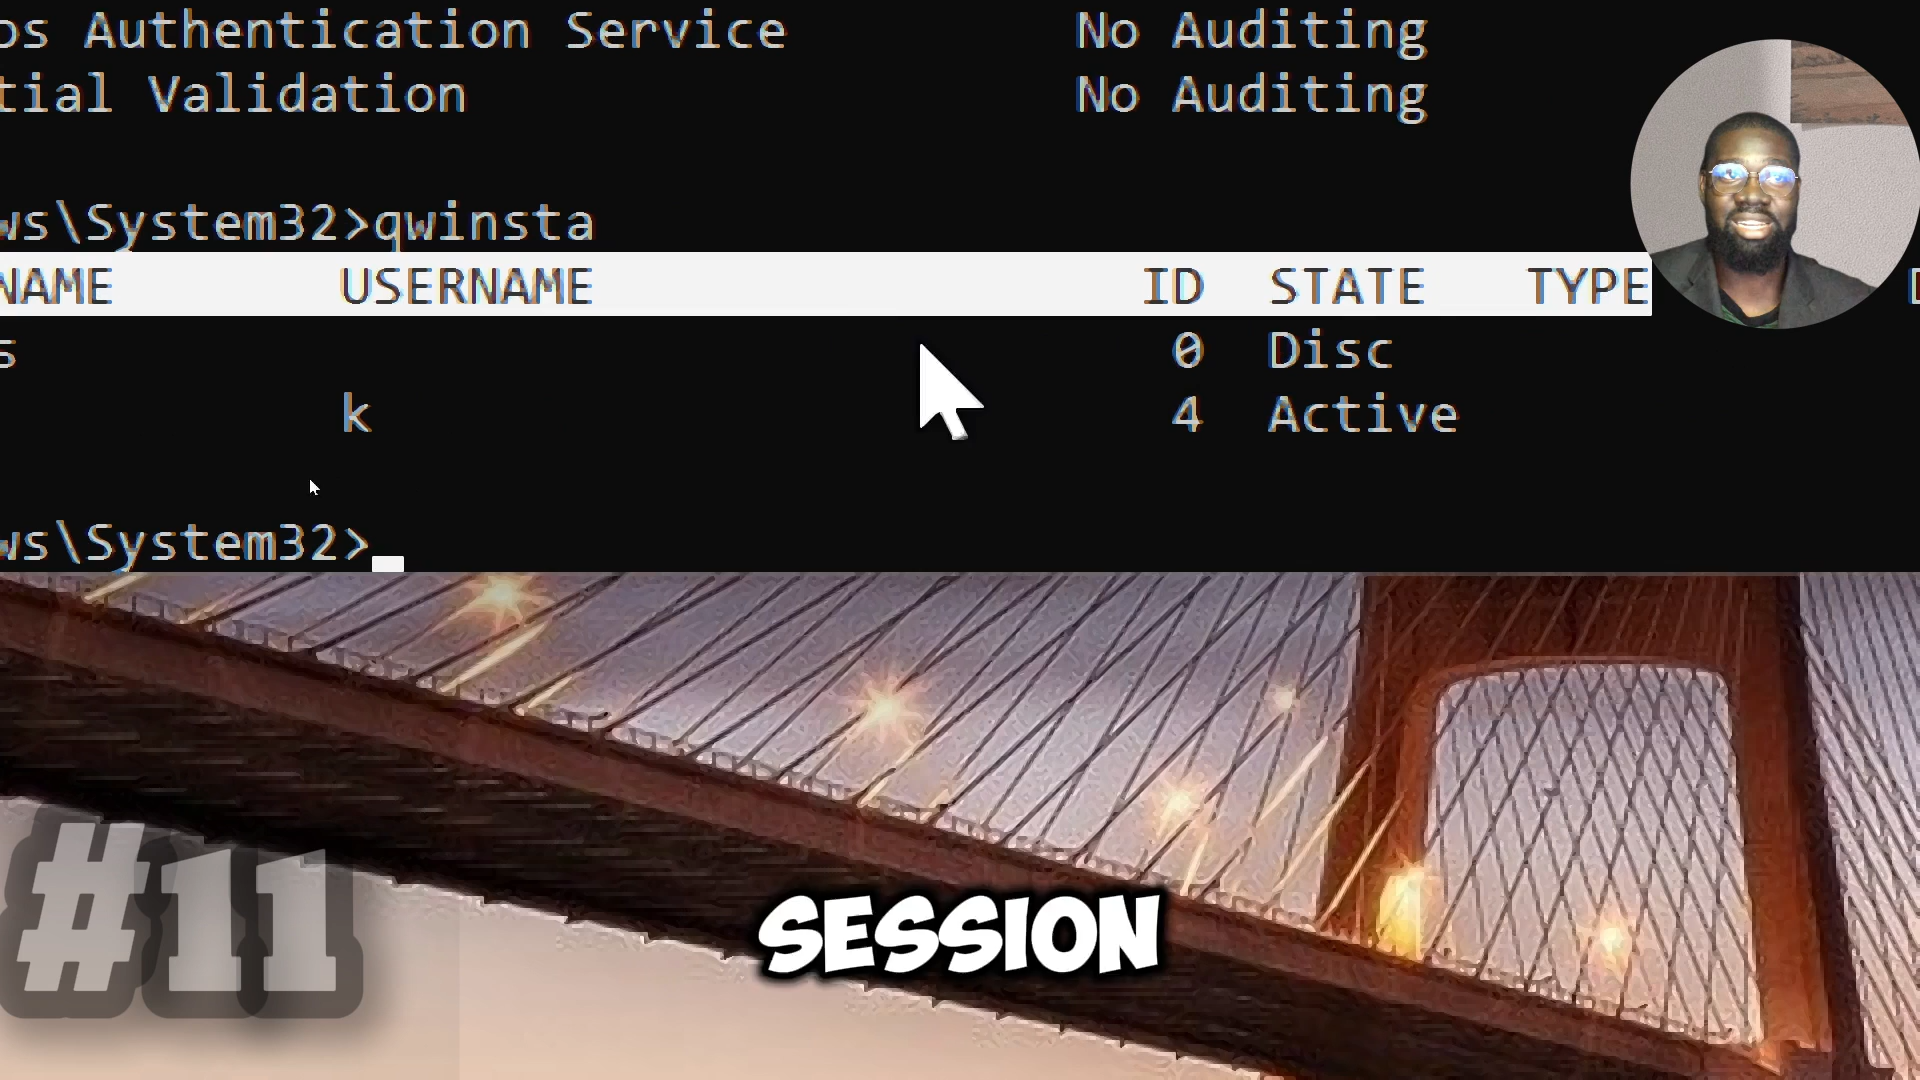 os Authentication Service No Auditing
tial Validation No Auditing
ws\System32>qwinsta
NAME USERNAME ID STATE TYPE
s 0 Disc
k 4 Active
ws\System32>
#11
SESSION